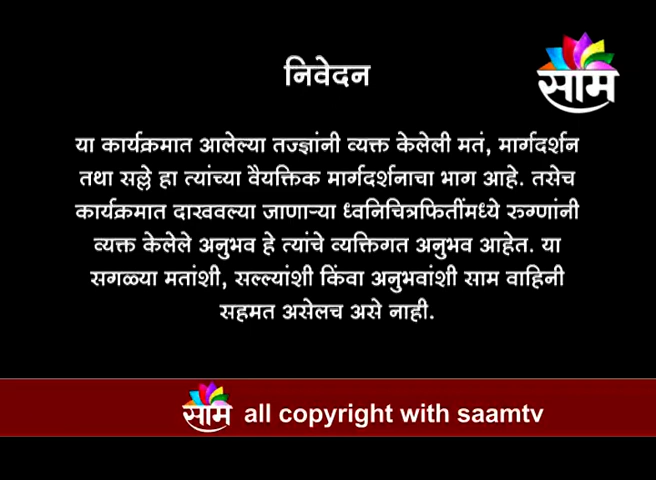 निवेदन
साम
या कार्यक्रमात आलेल्या तज्ज्ञांनी व्यक्त केलेली मतं, मार्गदर्शन
तथा सल्ले हा त्यांच्या वैयक्तिक मार्गदर्शनाचा भाग आहे. तसेच
कार्यक्रमात दाखवल्या जाणाऱ्या ध्वनिचित्रफितींमध्ये रुग्णांनी
व्यक्त केलेले अनुभव हे त्यांचे व्यक्तिगत अनुभव आहेत. या
सगळ्या मतांशी, सल्ल्यांशी किंवा अनुभवांशी साम वाहिनी
सहमत असेलच असे नाही.
साम all copyright with saamtv